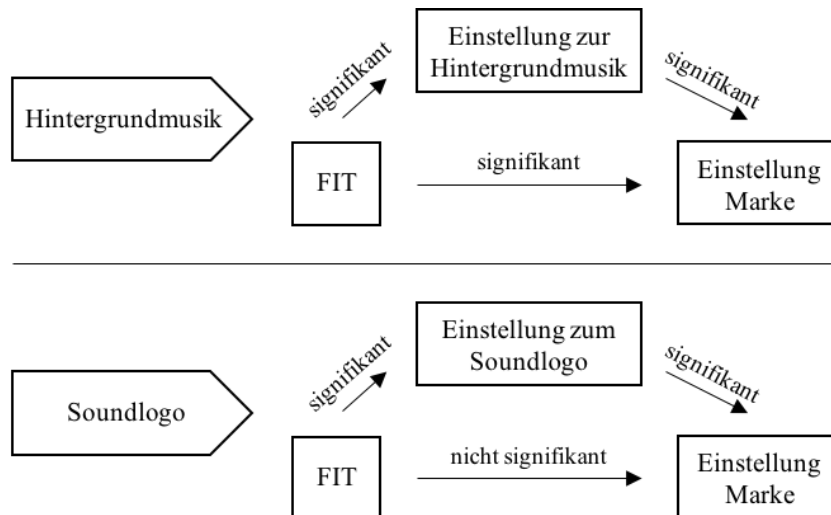 Einstellung zur
Hintergrundmusik
signifikant
signifikant
Hintergrundmusik
FIT
signifikant
Einstellung
Marke
Einstellung zum
Soundlogo
signifikant
signifikant
Soundlogo
FIT
nicht signifikant
Einstellung
Marke